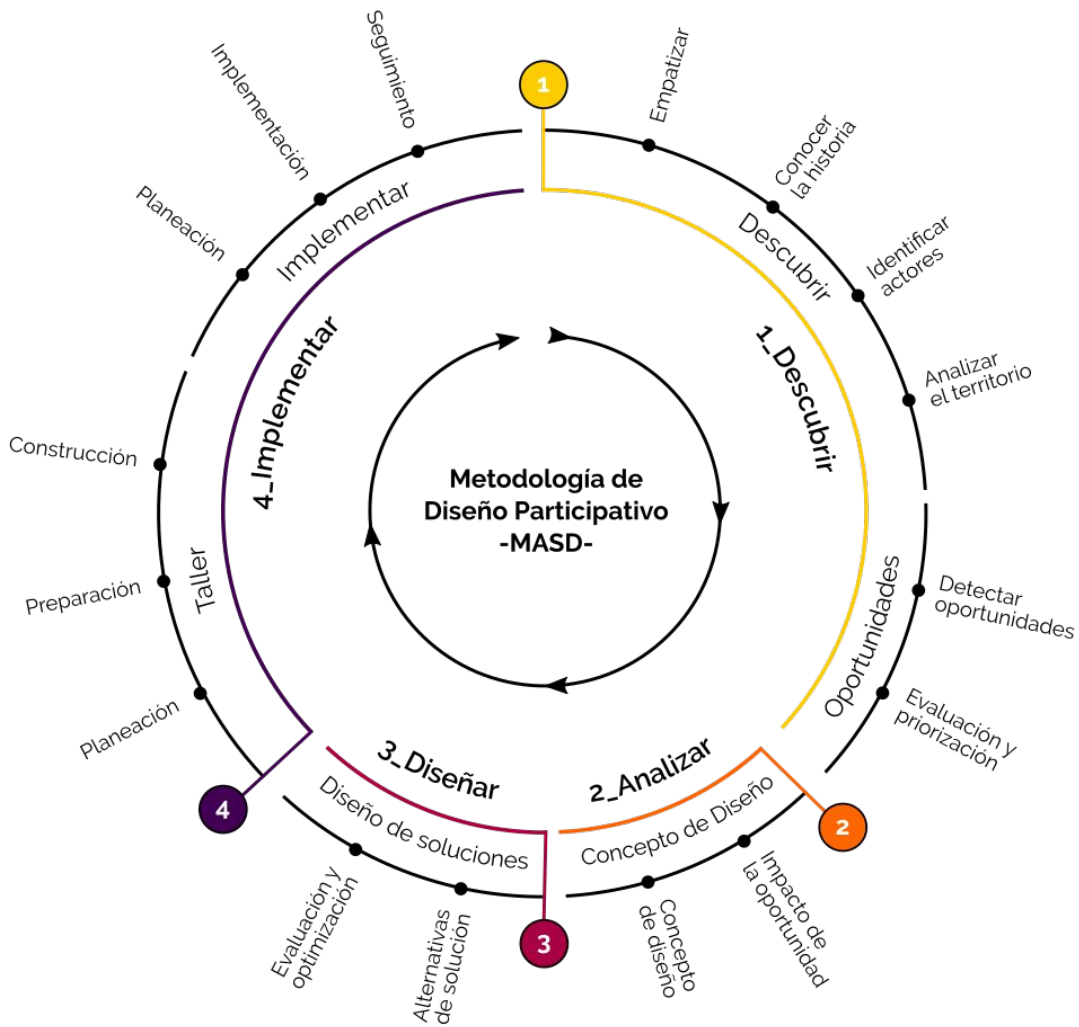 Metodología de
Diseño Participativo
-MASD-
1
1_Descubrir
Descubrir
Empatizar
Conocer
la historia
Identificar
actores
Analizar
el territorio
Oportunidades
Detectar
oportunidades
Evaluación y
priorización
2
2_Analizar
Concepto de Diseño
Impacto de
la oportunidad
Concepto
de diseño
3
3_Diseñar
Diseño de soluciones
Alternativas
de solución
Evaluación y
optimización
4
4_Implementar
Taller
Planeación
Preparación
Construcción
Implementar
Planeación
Implementación
Seguimiento